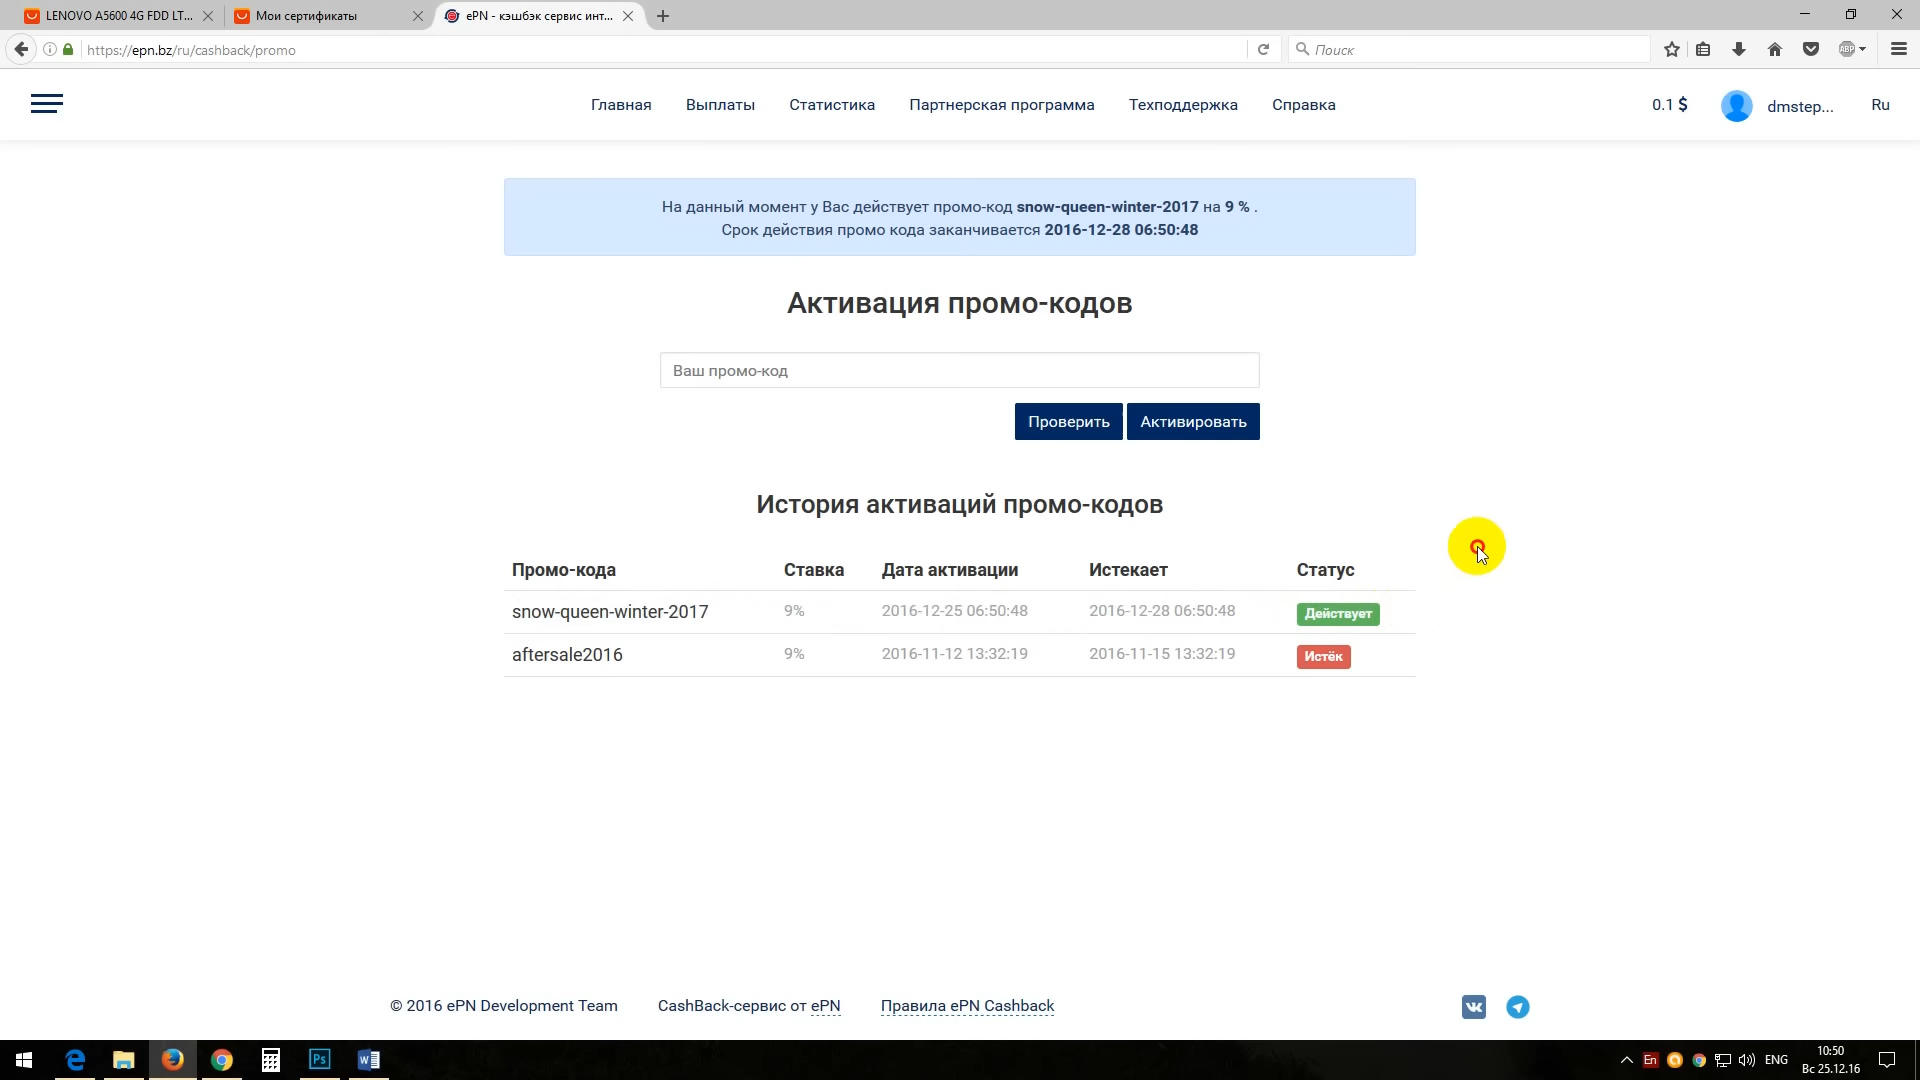 LENOVO A5600 4G FDD LT...
Мои сертификаты
ePN - кэшбэк сервис инт...
https://epn.bz/ru/cashback/promo
Поиск
ABP
Главная
Выплаты
Статистика
Партнерская программа
Техподдержка
Справка
0.1 $
dmstep...
Ru
На данный момент у Вас действует промо-код snow-queen-winter-2017 на 9 % .
Срок действия промо кода заканчивается 2016-12-28 06:50:48
Активация промо-кодов
Ваш промо-код
Проверить
Активировать
История активаций промо-кодов
Промо-кода Ставка Дата активации Истекает Статус
snow-queen-winter-2017 9% 2016-12-25 06:50:48 2016-12-28 06:50:48 Действует
aftersale2016 9% 2016-11-12 13:32:19 2016-11-15 13:32:19 Истёк
© 2016 ePN Development Team
CashBack-сервис от ePN
Правила ePN Cashback
Ps
En
ENG
10:50
Вс 25.12.16